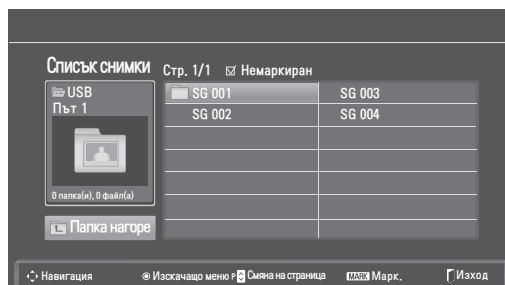 Списък снимки Стр. 1/1 Немаркиран
USB
Път 1
SG 001 SG 003
SG 002 SG 004
0 папка(и), 0 файл(а)
Папка нагоре
Навигация Изскачащо меню P Смяна на страница MARK Марк. Изход